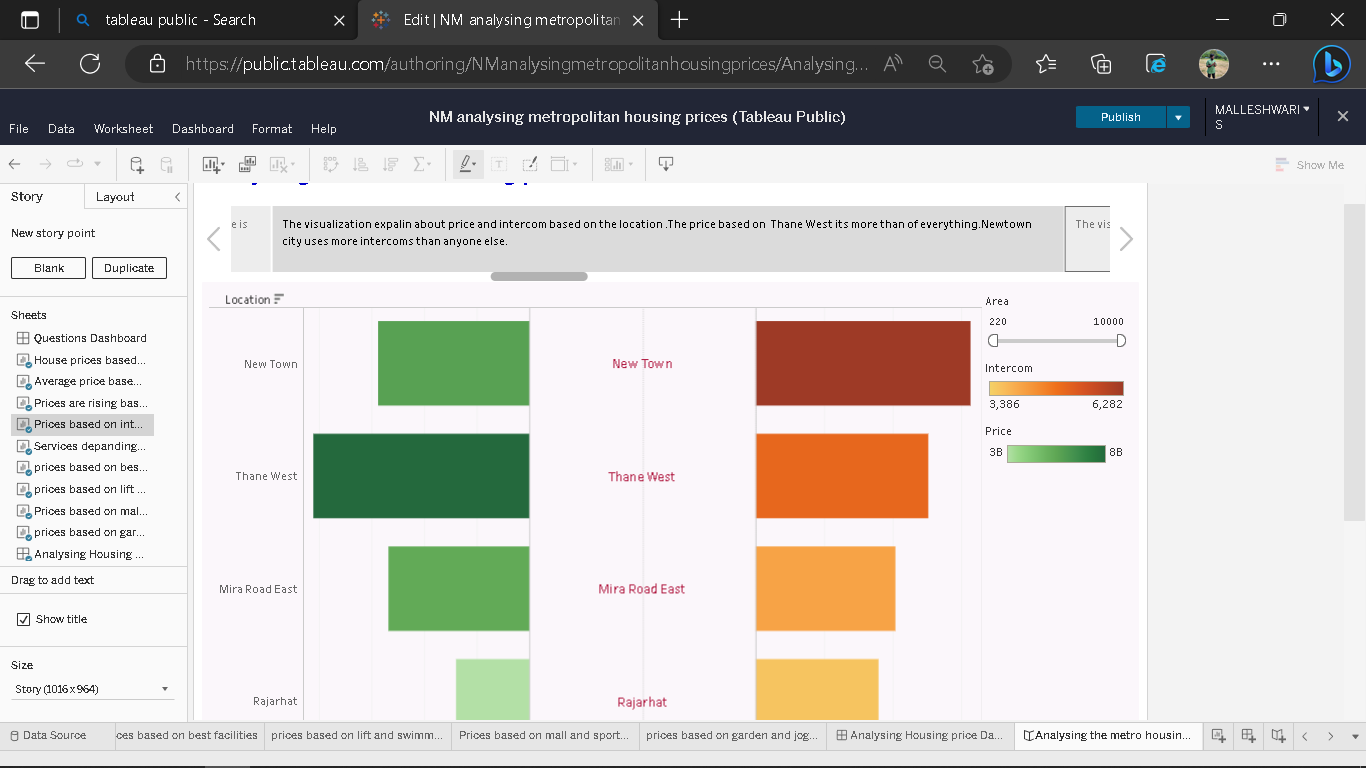 tableau public - Search
Edit | NM analysing metropolitan
https://public.tableau.com/authoring/NManalysingmetropolitanhousingprices/Analysing...
NM analysing metropolitan housing prices (Tableau Public)
Publish
MALLESHWARI
S
File Data Worksheet Dashboard Format Help
Show Me
Story Layout
New story point
Blank Duplicate
Sheets
Questions Dashboard
House prices based...
Average price base...
Prices are rising bas...
Prices based on int...
Services depanding...
prices based on bes...
prices based on lift ...
Prices based on mal...
prices based on gar...
Analysing Housing ...
Drag to add text
Show title
Size
Story (1016 x 964)
e is
The visualization expalin about price and intercom based on the location .The price based on Thane West its more than of everything.Newtown
city uses more intercoms than anyone else.
The vis
Location
New Town New Town
Thane West Thane West
Mira Road East Mira Road East
Rajarhat Rajarhat
Area
220 10000
Intercom
3,386 6,282
Price
3B 8B
Data Source ces based on best facilities prices based on lift and swimm... Prices based on mall and sport... prices based on garden and jog... Analysing Housing price Da... Analysing the metro housin...